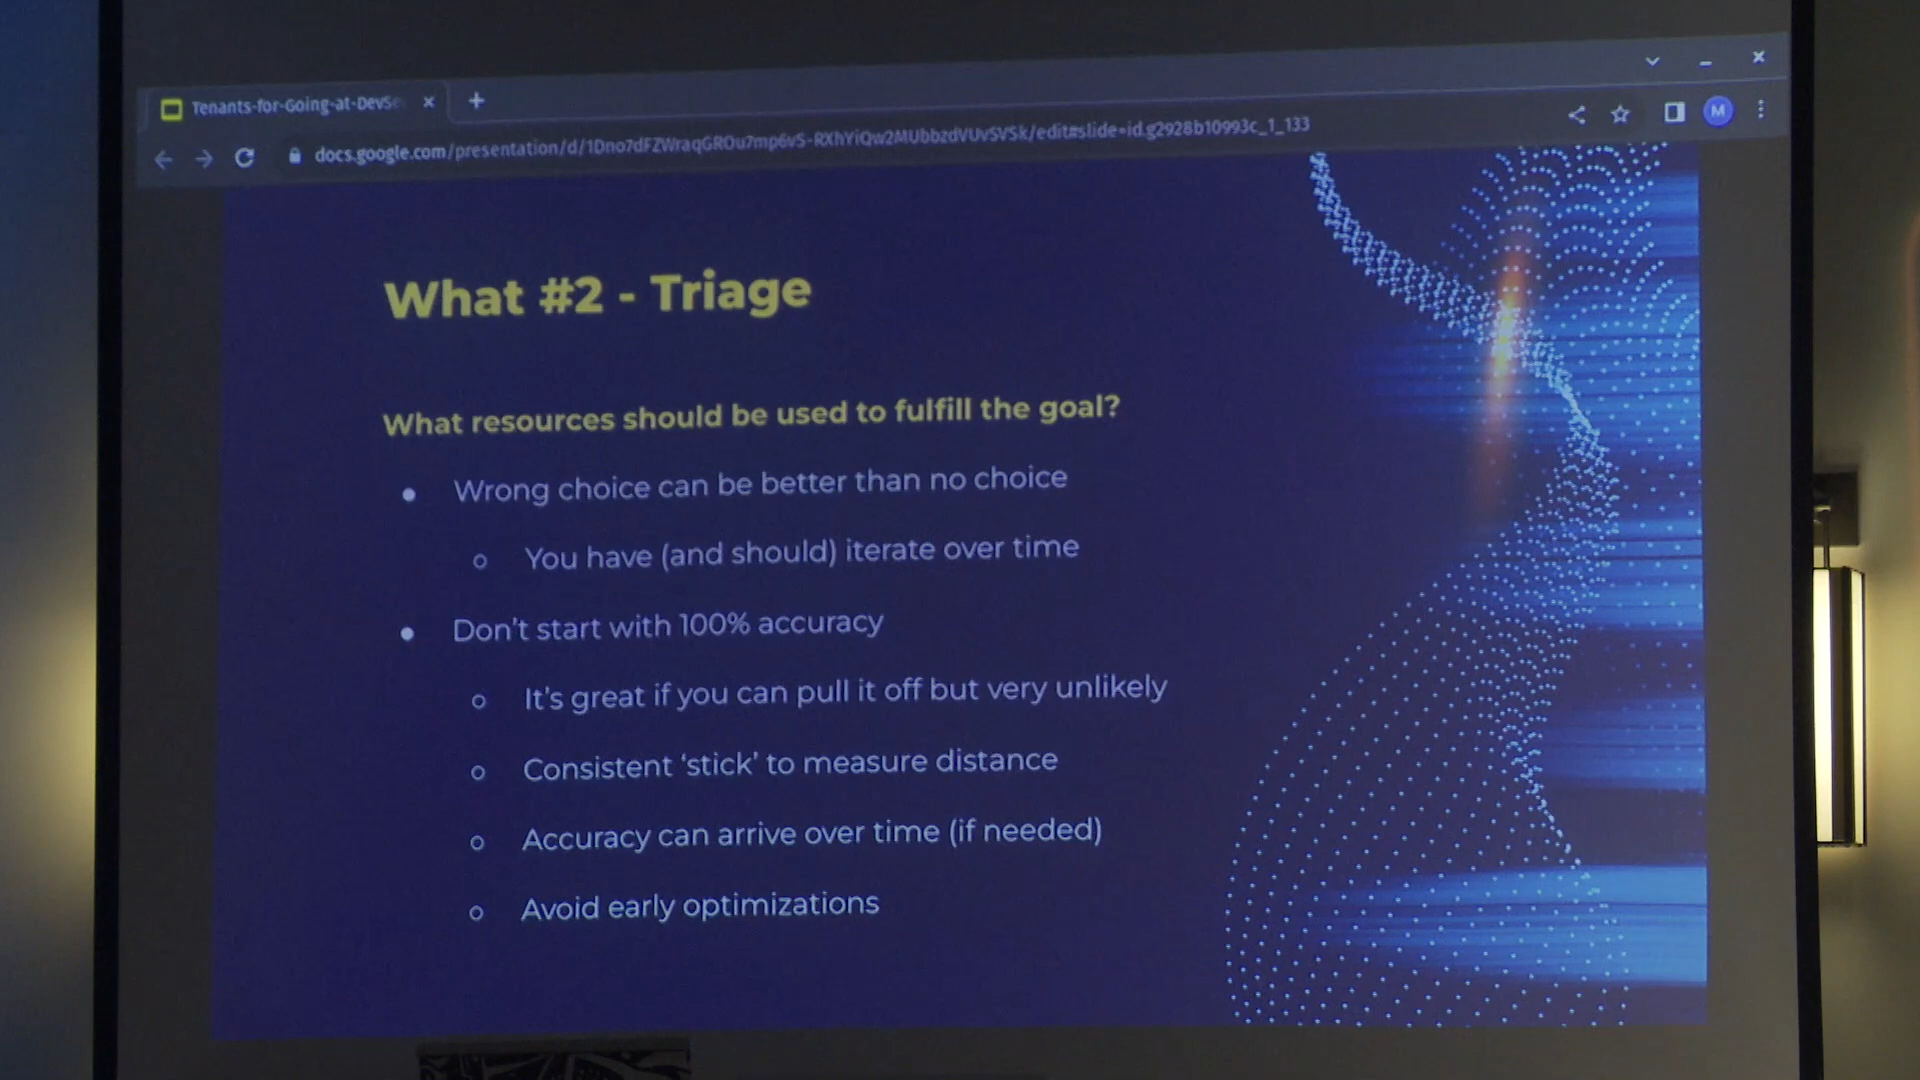 Tenants-for-Going-at-DevSe
docs.google.com/presentation/d/1Dno7dFZWraqGROu7mp6vS-RXhYiQw2MUbbzdVUvSVSk/edit#slide=id.g2928b10993c_1_133
M
What #2 - Triage
What resources should be used to fulfill the goal?
● Wrong choice can be better than no choice
○ You have (and should) iterate over time
● Don't start with 100% accuracy
○ It's great if you can pull it off but very unlikely
○ Consistent ‘stick’ to measure distance
○ Accuracy can arrive over time (if needed)
○ Avoid early optimizations